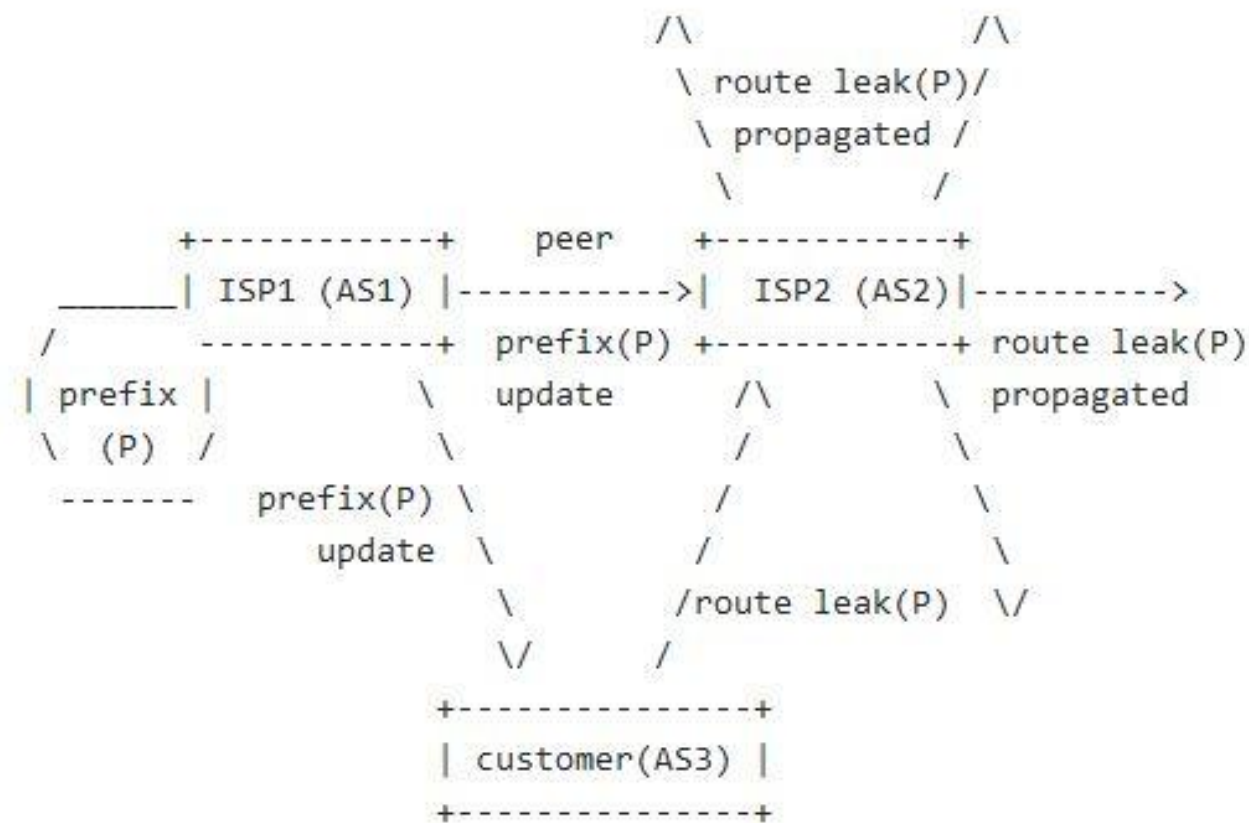 /\ /\
\ route leak(P)/
\ propagated /
\ /
+------------+ peer +------------+
______| ISP1 (AS1) |----------->| ISP2 (AS2)|---------->
/ ------------+ prefix(P) +------------+ route leak(P)
| prefix | \ update /\ \ propagated
\ (P) / \ / \
------- prefix(P) \ / \
update \ / \
\ /route leak(P) \/
\/ /
+---------------+
| customer(AS3) |
+---------------+